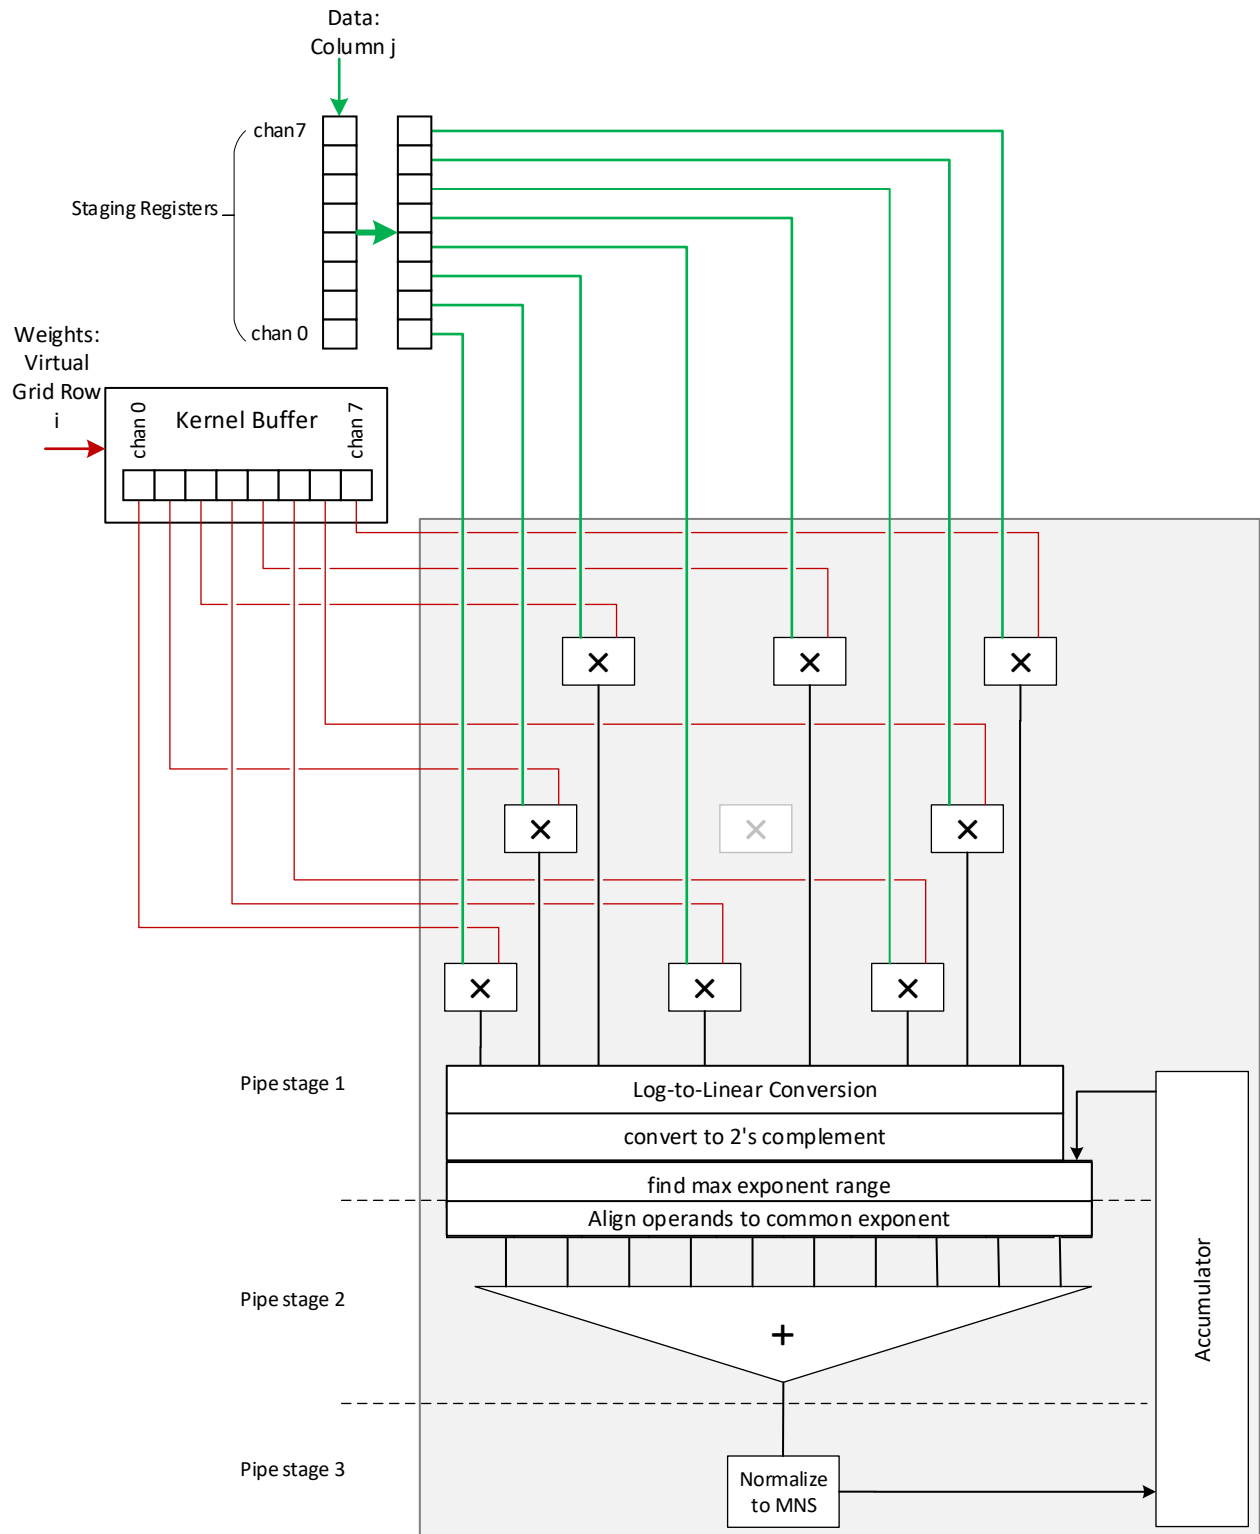 Data:
Column j
chan7
Staging Registers
chan 0
Weights:
Virtual
Grid Row
i
chan 0
Kernel Buffer
chan 7
×
×
×
×
×
×
×
×
×
Pipe stage 1
Log-to-Linear Conversion
convert to 2's complement
find max exponent range
Align operands to common exponent
Pipe stage 2
+
Accumulator
Pipe stage 3
Normalize
to MNS